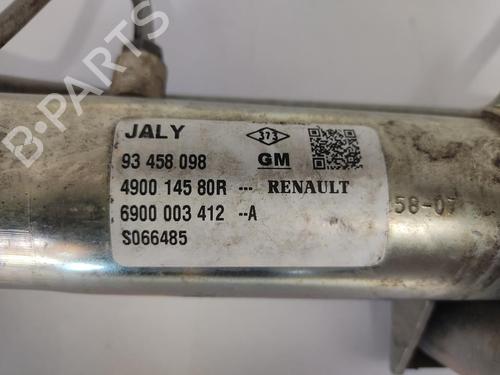 B-PARTS
JALY
373
93 458 098 GM
4900 145 80R --- RENAULT
6900 003 412 --A
S066485
58-07